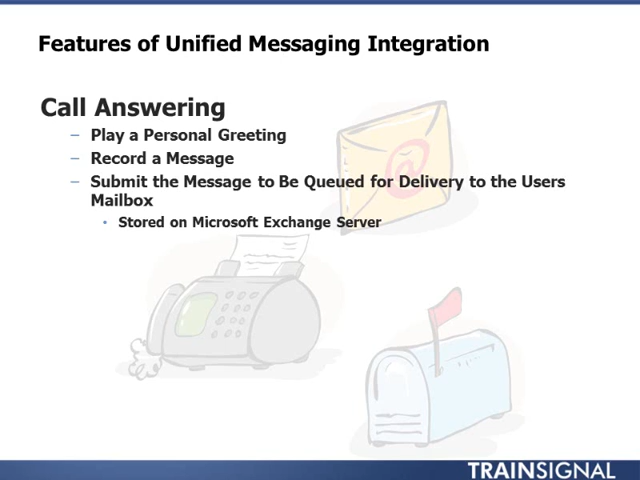 Features of Unified Messaging Integration
Call Answering
– Play a Personal Greeting
– Record a Message
– Submit the Message to Be Queued for Delivery to the Users
Mailbox
• Stored on Microsoft Exchange Server
TRAINSIGNAL